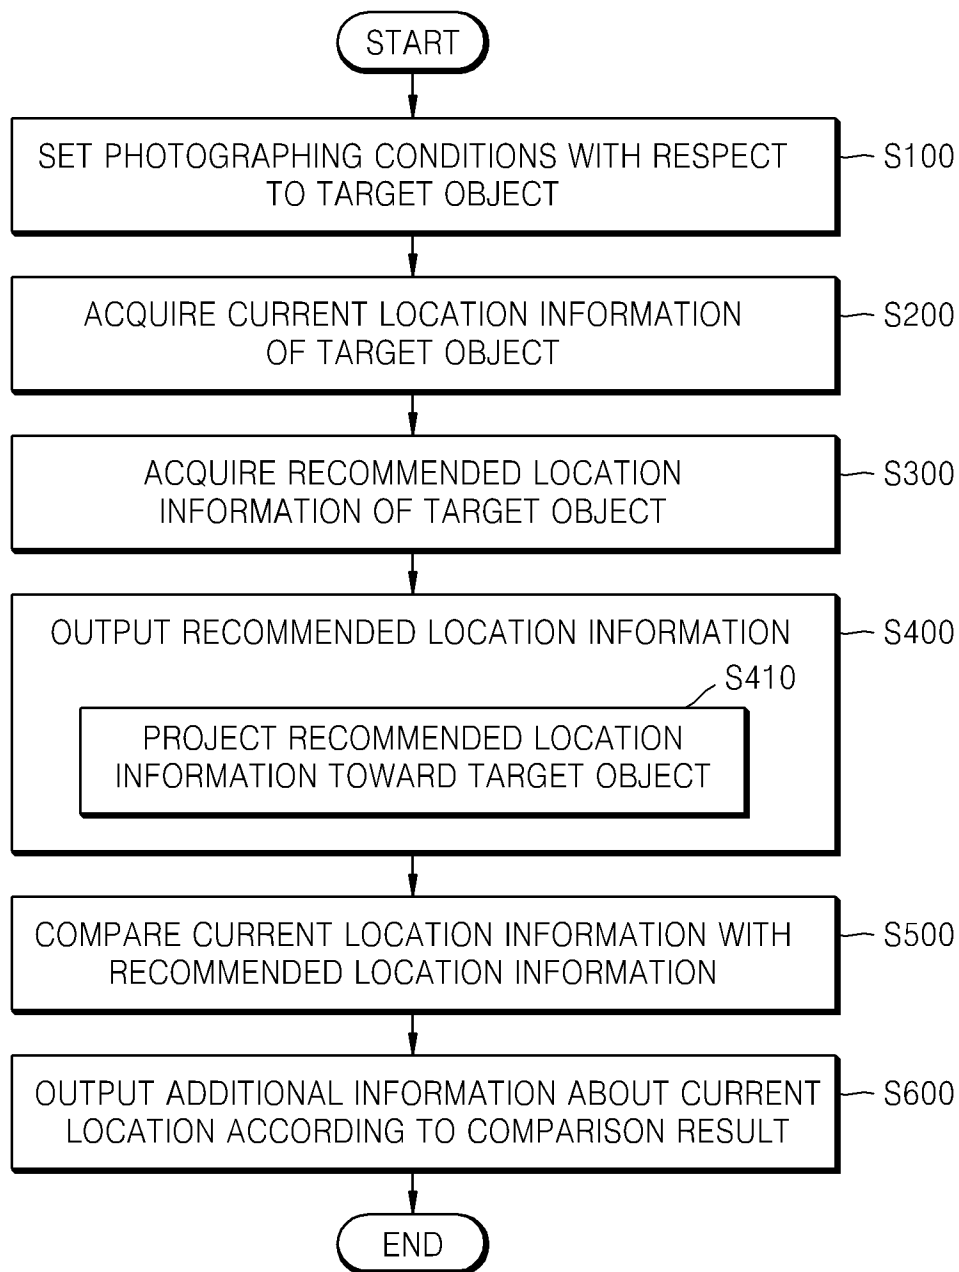 START
SET PHOTOGRAPHING CONDITIONS WITH RESPECT
TO TARGET OBJECT
S100
ACQUIRE CURRENT LOCATION INFORMATION
OF TARGET OBJECT
S200
ACQUIRE RECOMMENDED LOCATION
INFORMATION OF TARGET OBJECT
S300
OUTPUT RECOMMENDED LOCATION INFORMATION
S400
S410
PROJECT RECOMMENDED LOCATION
INFORMATION TOWARD TARGET OBJECT
COMPARE CURRENT LOCATION INFORMATION WITH
RECOMMENDED LOCATION INFORMATION
S500
OUTPUT ADDITIONAL INFORMATION ABOUT CURRENT
LOCATION ACCORDING TO COMPARISON RESULT
S600
END